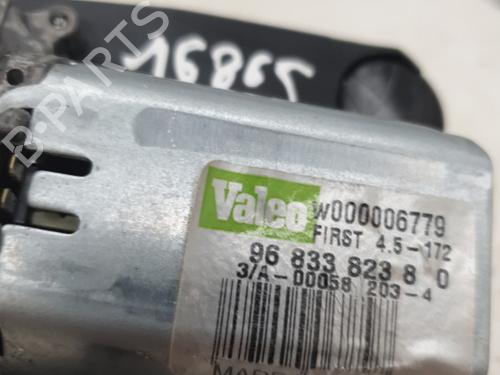 B-PARTS
16865
Valeo
W000006779
FIRST 4.5-172
96 833 823 8 0
3/A-00058 203-4